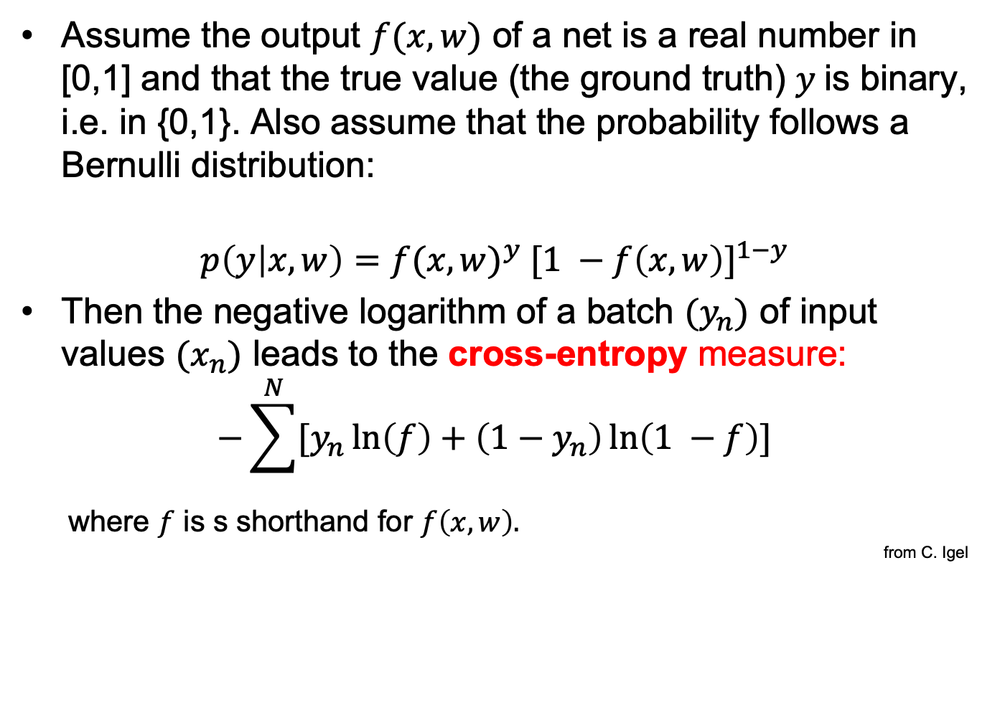 • Assume the output f(x, w) of a net is a real number in
[0,1] and that the true value (the ground truth) y is binary,
i.e. in {0,1}. Also assume that the probability follows a
Bernulli distribution:
p(y|x, w) = f(x, w)^y [1 − f(x, w)]^{1−y}
• Then the negative logarithm of a batch (y_n) of input
values (x_n) leads to the cross-entropy measure:
− ∑^N [y_n ln(f) + (1 − y_n) ln(1 − f)]
where f is s shorthand for f(x, w).
from C. Igel